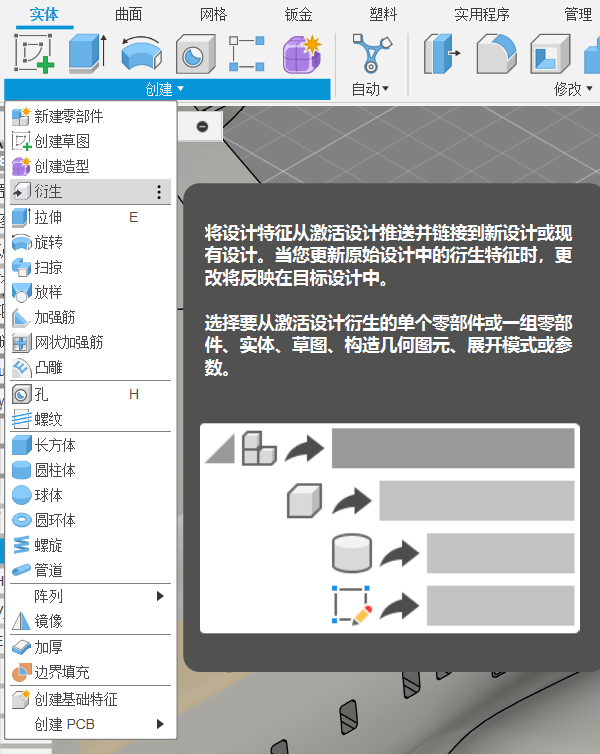 实体 曲面 网格 钣金 塑料 实用程序 管理
创建 自动 修改
新建零部件
创建草图
创建造型
衍生
拉伸 E
旋转
扫掠
放样
加强筋
网状加强筋
凸雕
孔 H
螺纹
长方体
圆柱体
球体
圆环体
螺旋
管道
阵列
镜像
加厚
边界填充
创建基础特征
创建 PCB
将设计特征从激活设计推送并链接到新设计或现
有设计。当您更新原始设计中的衍生特征时，更
改将反映在目标设计中。
选择要从激活设计衍生的单个零部件或一组零部
件、实体、草图、构造几何图元、展开模式或参
数。